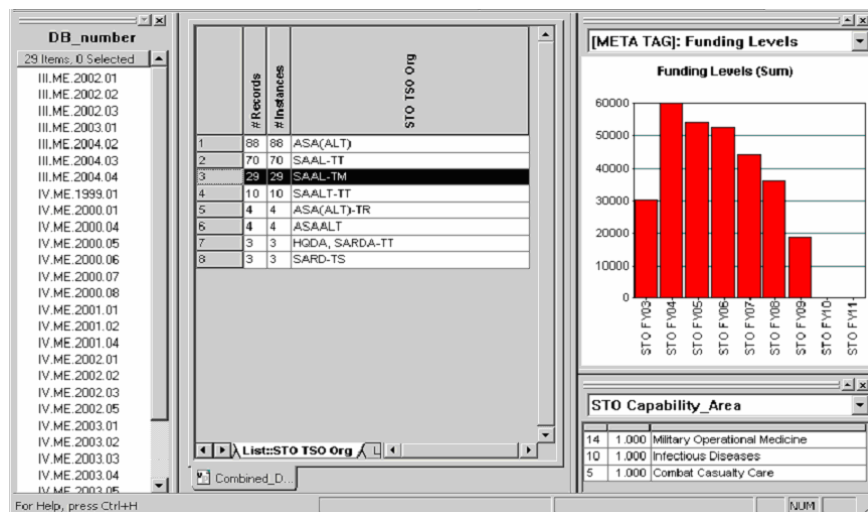 DB_number
29 Items, 0 Selected
III.ME.2002.01
III.ME.2002.02
III.ME.2002.03
III.ME.2003.01
III.ME.2004.02
III.ME.2004.03
III.ME.2004.04
IV.ME.1999.01
IV.ME.2000.01
IV.ME.2000.04
IV.ME.2000.05
IV.ME.2000.06
IV.ME.2000.07
IV.ME.2000.08
IV.ME.2001.01
IV.ME.2001.02
IV.ME.2001.04
IV.ME.2002.01
IV.ME.2002.02
IV.ME.2002.03
IV.ME.2002.05
IV.ME.2003.01
IV.ME.2003.02
IV.ME.2003.03
IV.ME.2003.04
IV.ME.2003.05
# Records # Instances STO TSO Org
1 88 88 ASA(ALT)
2 70 70 SAAL-TT
3 29 29 SAAL-TM
4 10 10 SAALT-TT
5 4 4 ASA(ALT)-TR
6 4 4 ASAALT
7 3 3 HQDA, SARDA-TT
8 3 3 SARD-TS
List::STO TSO Org L
Combined_D...
[META TAG]: Funding Levels
Funding Levels (Sum)
60000
50000
40000
30000
20000
10000
0
STO FY03 STO FY04 STO FY05 STO FY06 STO FY07 STO FY08 STO FY09 STO FY10 STO FY11
STO Capability_Area
14 1.000 Military Operational Medicine
10 1.000 Infectious Diseases
5 1.000 Combat Casualty Care
For Help, press Ctrl+H
NUM